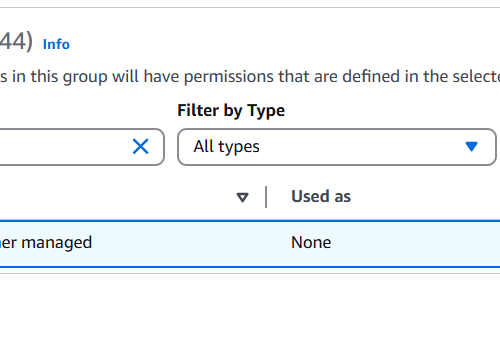 44) Info
s in this group will have permissions that are defined in the selecte
Filter by Type
All types
Used as
er managed None